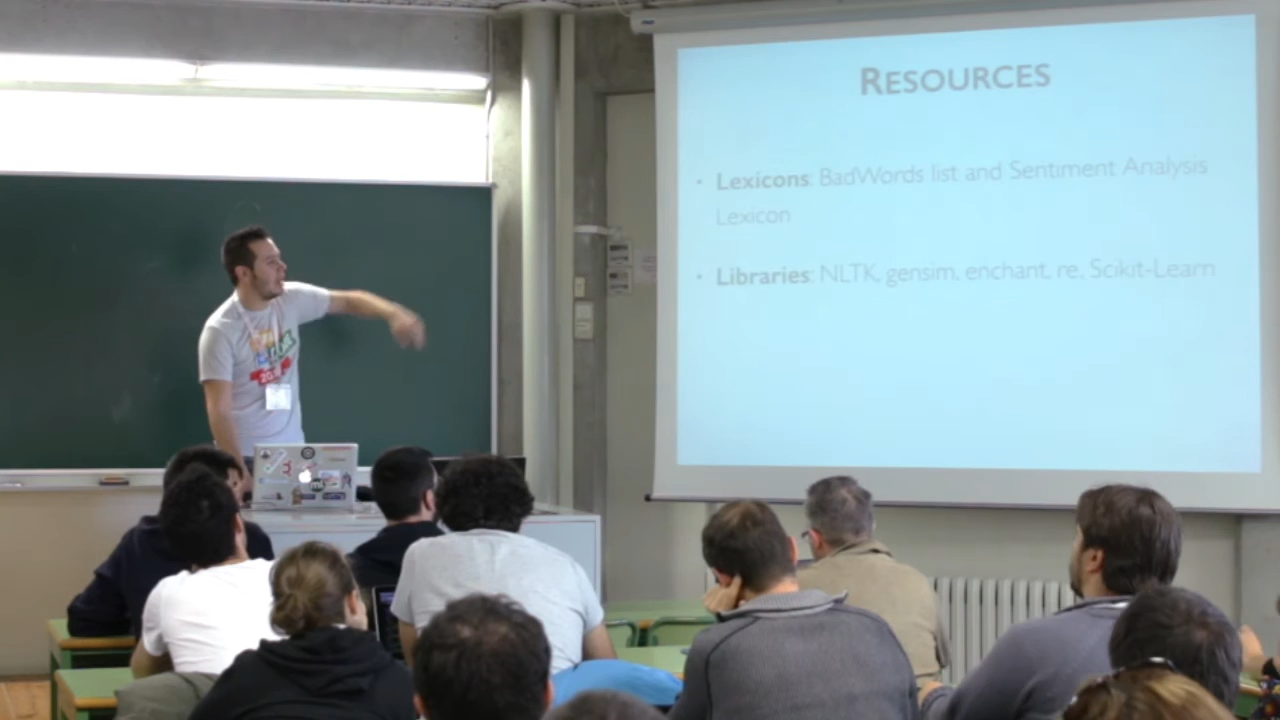 RESOURCES
• Lexicons: BadWords list and Sentiment Analysis
Lexicon
• Libraries: NLTK, gensim, enchant, re, Scikit-Learn